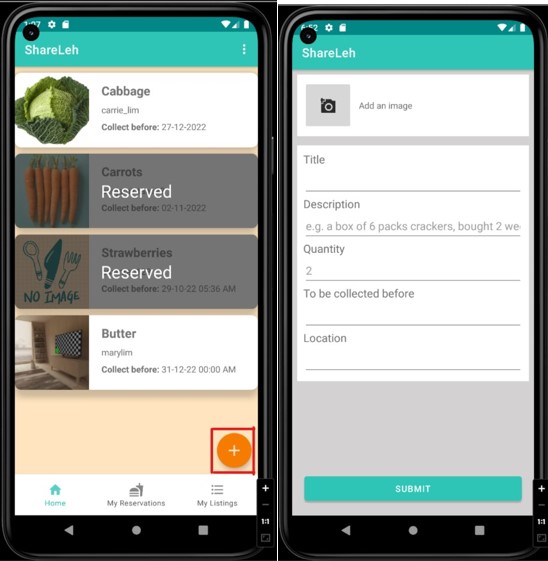 1:07
ShareLeh
Cabbage
carrie_lim
Collect before: 27-12-2022
Carrots
Reserved
Collect before: 02-11-2022
Strawberries
Reserved
NO IMAGE
Collect before: 29-10-22 05:36 AM
Butter
marylim
Collect before: 31-12-22 00:00 AM
+
Home
My Reservations
My Listings
+
1:1
6:52
ShareLeh
Add an image
Title
Description
e.g. a box of 6 packs crackers, bought 2 we
Quantity
2
To be collected before
Location
SUBMIT
+
1:1